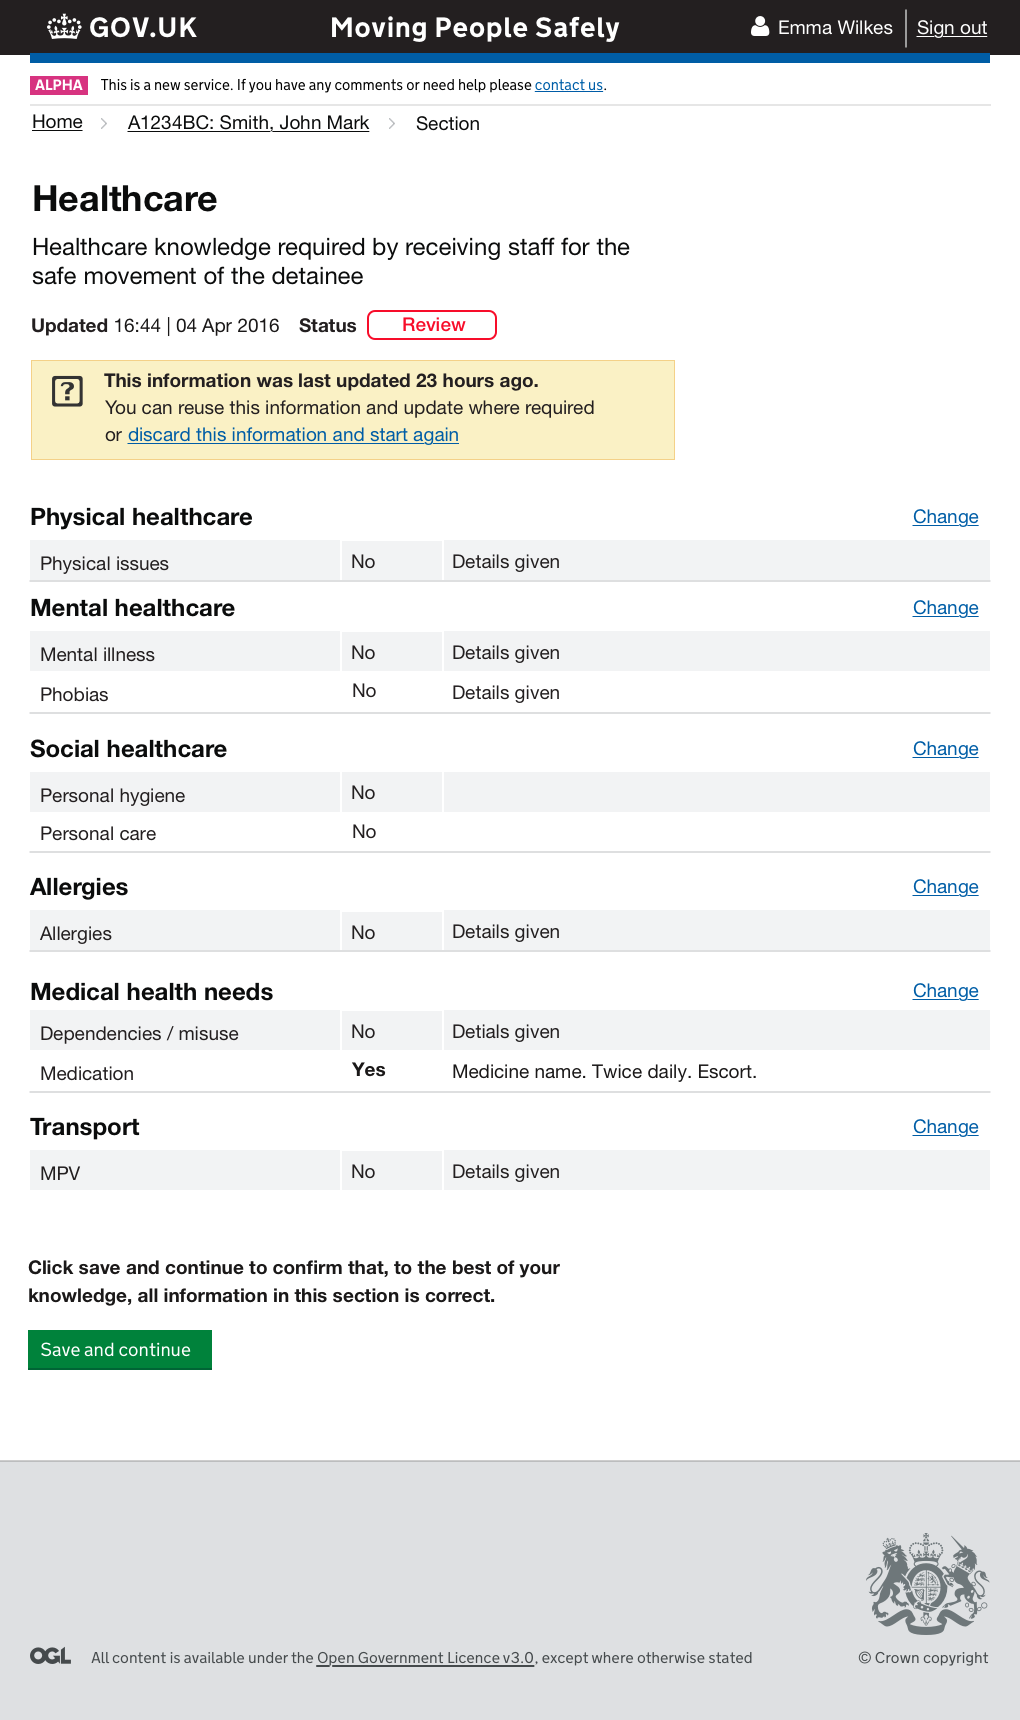 GOV.UK Moving People Safely Emma Wilkes Sign out
ALPHA This is a new service. If you have any comments or need help please contact us.
Home A1234BC: Smith, John Mark Section
Healthcare
Healthcare knowledge required by receiving staff for the
safe movement of the detainee
Updated 16:44 | 04 Apr 2016 Status Review
? This information was last updated 23 hours ago.
You can reuse this information and update where required
or discard this information and start again
Physical healthcare Change
Physical issues No Details given
Mental healthcare Change
Mental illness No Details given
Phobias No Details given
Social healthcare Change
Personal hygiene No
Personal care No
Allergies Change
Allergies No Details given
Medical health needs Change
Dependencies / misuse No Detials given
Medication Yes Medicine name. Twice daily. Escort.
Transport Change
MPV No Details given
Click save and continue to confirm that, to the best of your
knowledge, all information in this section is correct.
Save and continue
OGL All content is available under the Open Government Licence v3.0, except where otherwise stated © Crown copyright